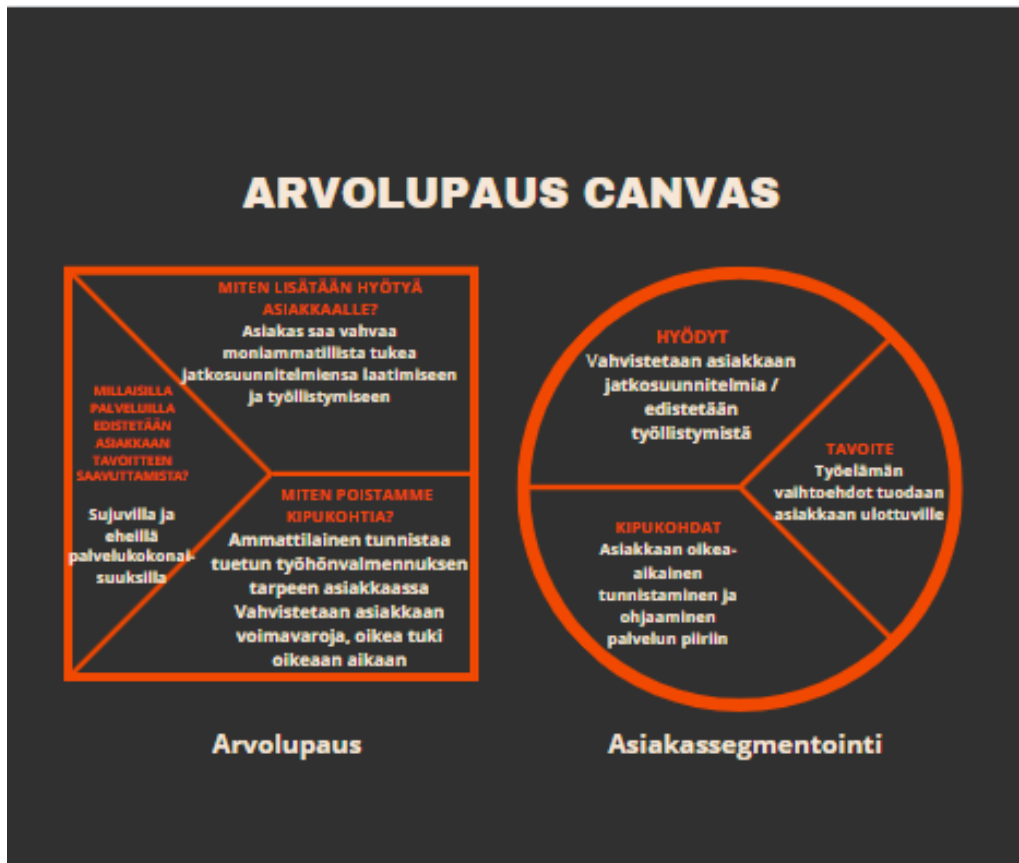 ARVOLUPAUS CANVAS
MITEN LISÄTÄÄN HYÖTYÄ
ASIAKKAALLE?
Asiakas saa vahvaa
moniammatillista tukea
jatkosuunnitelmiensa laatimiseen
ja työllistymiseen
MILLAISILLA
PALVELUILLA
EDISTETÄÄN
ASIAKKAAN
TAVOITTEEN
SAAVUTTAMISTA?
Sujuvilla ja
eheillä
palvelukokonai-
suuksilla
MITEN POISTAMME
KIPUKOHTIA?
Ammattilainen tunnistaa
tuetun työhönvalmennuksen
tarpeen asiakkaassa
Vahvistetaan asiakkaan
voimavaroja, oikea tuki
oikeaan aikaan
Arvolupaus
HYÖDYT
Vahvistetaan asiakkaan
jatkosuunnitelmia /
edistetään
työllistymistä
TAVOITE
Työelämän
vaihtoehdot tuodaan
asiakkaan ulottuville
KIPUKOHDAT
Asiakkaan oikea-
aikainen
tunnistaminen ja
ohjaaminen
palvelun piiriin
Asiakassegmentointi